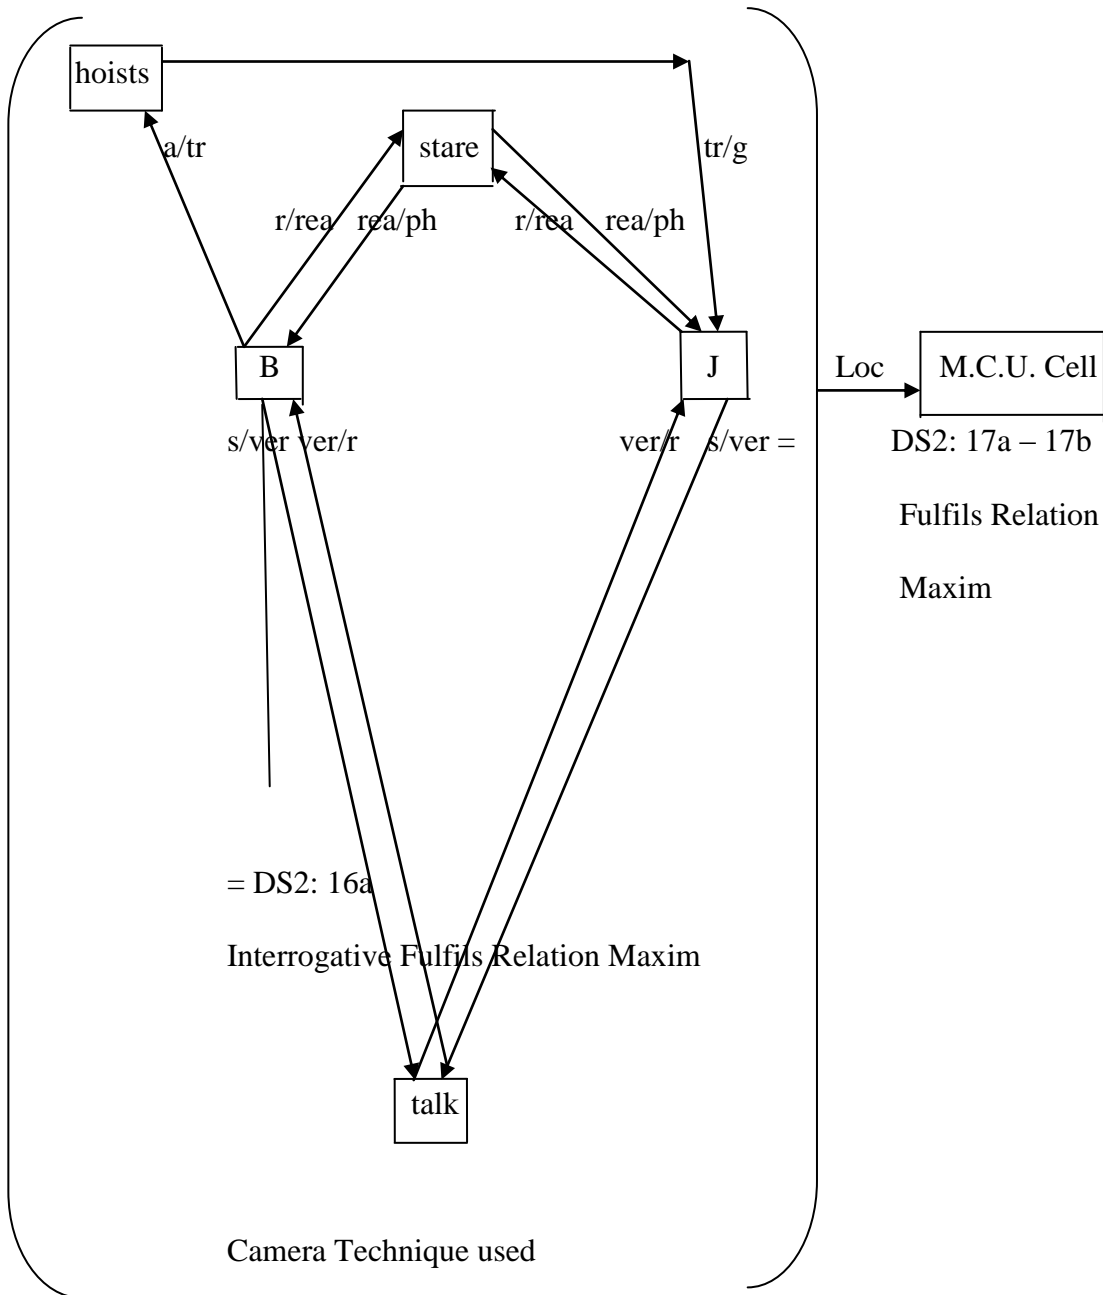 hoists
stare
a/tr
tr/g
r/rea rea/ph r/rea rea/ph
B
J
Loc
M.C.U. Cell
s/ver ver/r
ver/r s/ver =
DS2: 17a – 17b
Fulfils Relation
Maxim
= DS2: 16a
Interrogative Fulfils Relation Maxim
talk
Camera Technique used